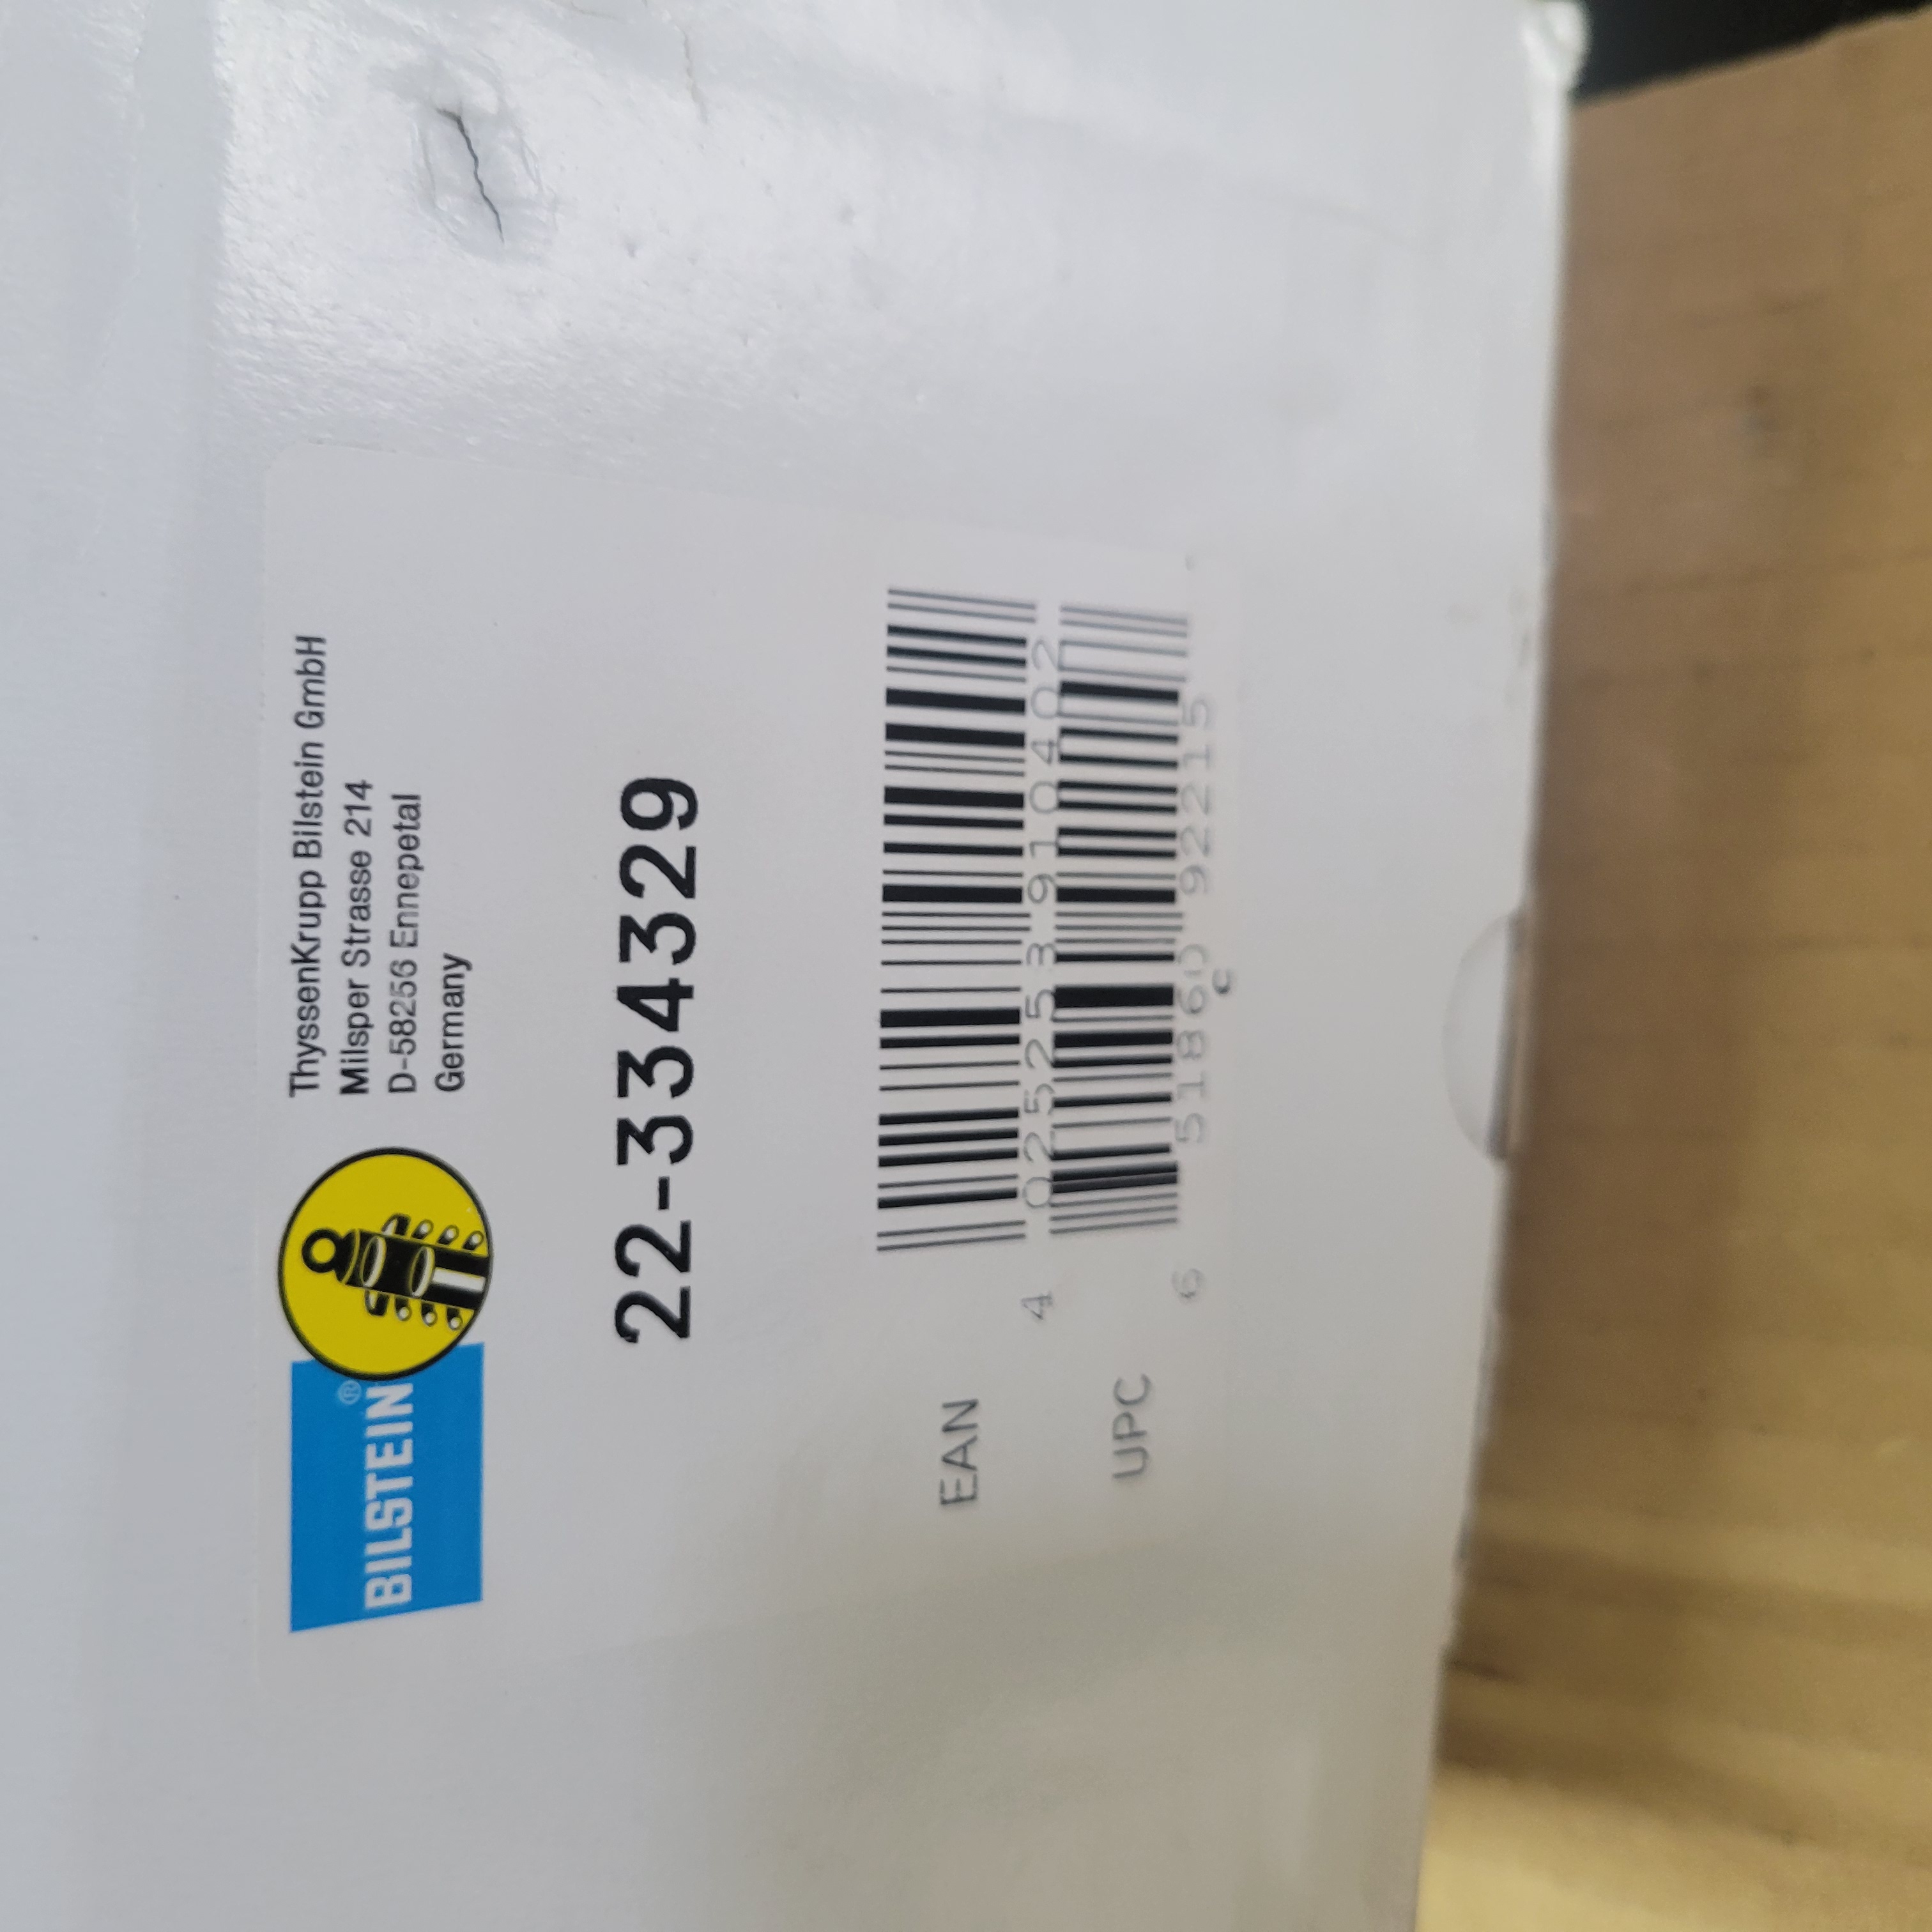 BILSTEIN®
ThyssenKrupp Bilstein GmbH
Milsper Strasse 214
D-58256 Ennepetal
Germany
22-334329
EAN
4 025253 910402
UPC
6 51860 92215